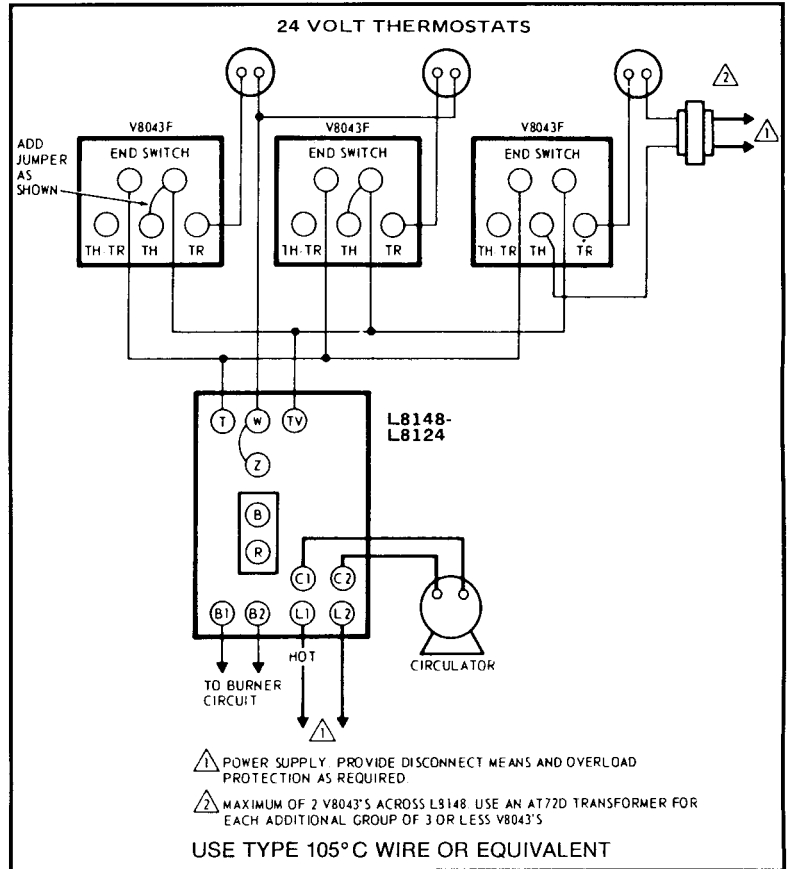 24 VOLT THERMOSTATS
2
1
V8043F
V8043F
V8043F
ADD
JUMPER
AS
SHOWN
END SWITCH
END SWITCH
END SWITCH
TH-TR TH TR
TH-TR TH TR
TH TR TH TR
T W TV
L8148-
L8124
Z
B
R
C1 C2
B1 B2 L1 L2
HOT
CIRCULATOR
TO BURNER
CIRCUIT
1
1 POWER SUPPLY. PROVIDE DISCONNECT MEANS AND OVERLOAD
PROTECTION AS REQUIRED.
2 MAXIMUM OF 2 V8043'S ACROSS L8148. USE AN AT72D TRANSFORMER FOR
EACH ADDITIONAL GROUP OF 3 OR LESS V8043'S
USE TYPE 105°C WIRE OR EQUIVALENT